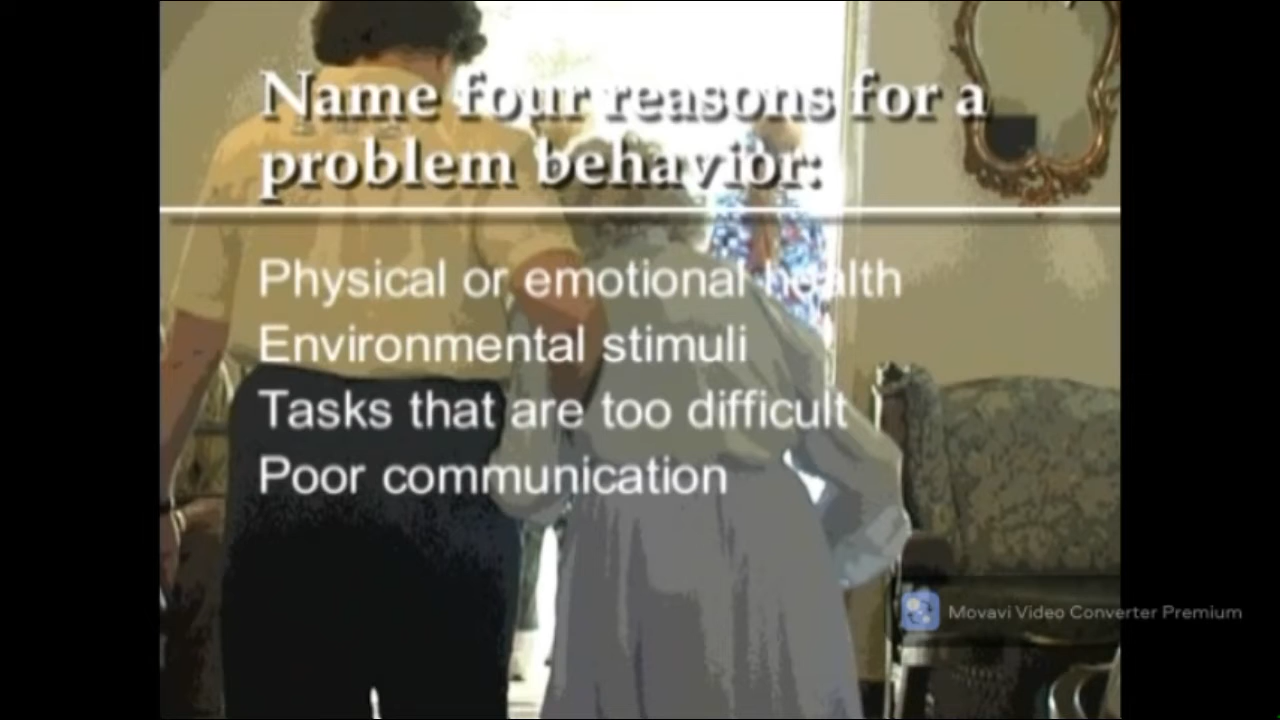 Name four reasons for a
problem behavior:
Physical or emotional health
Environmental stimuli
Tasks that are too difficult
Poor communication
Movavi Video Converter Premium